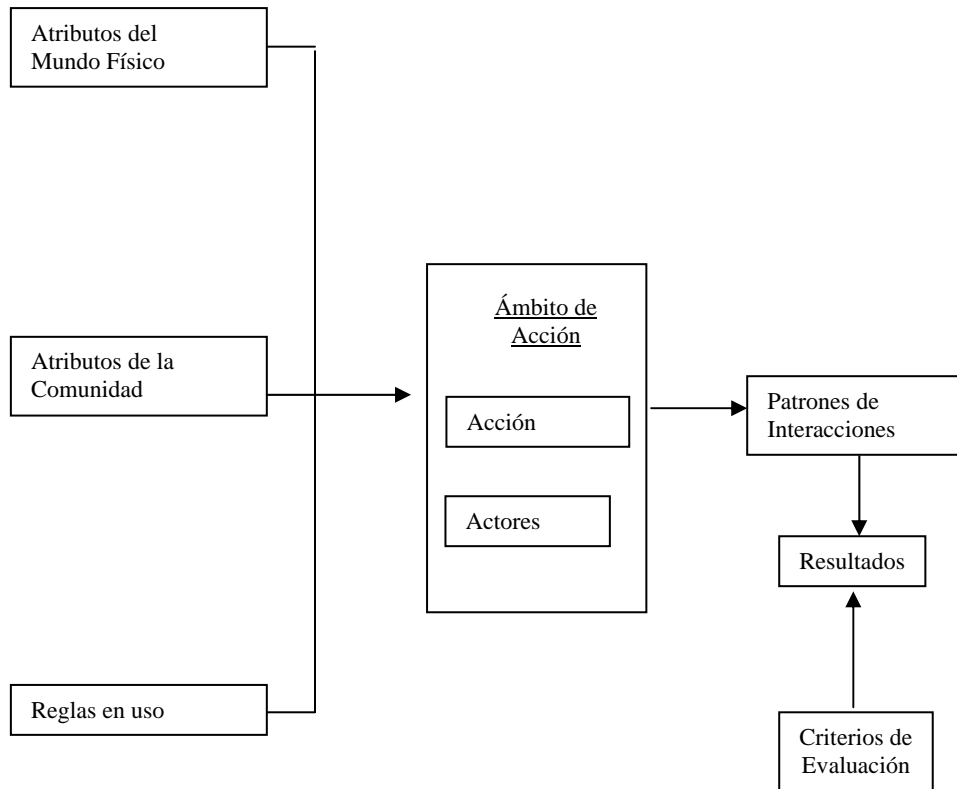 Atributos del
Mundo Físico
Atributos de la
Comunidad
Reglas en uso
Ámbito de
Acción
Acción
Actores
Patrones de
Interacciones
Resultados
Criterios de
Evaluación